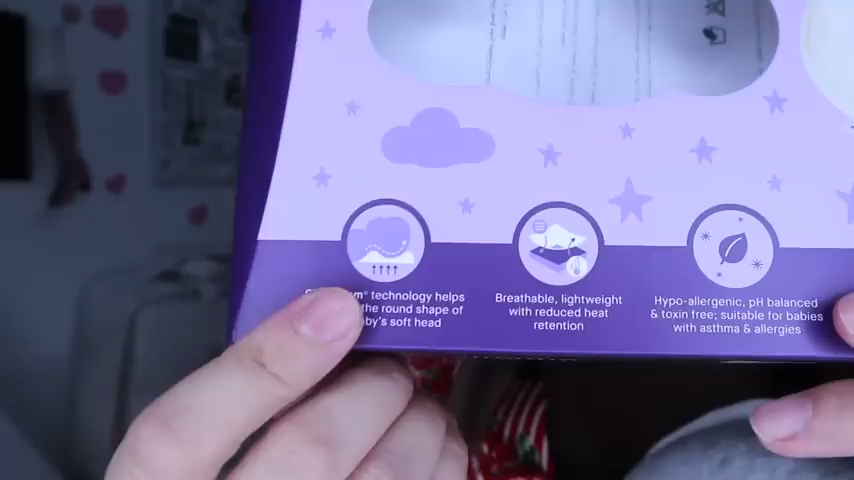 technology helps
the round shape of
soft head
Breathable, lightweight
with reduced heat
retention
Hypo-allergenic, pH balanced
& toxin free; suitable for babies
with asthma & allergies